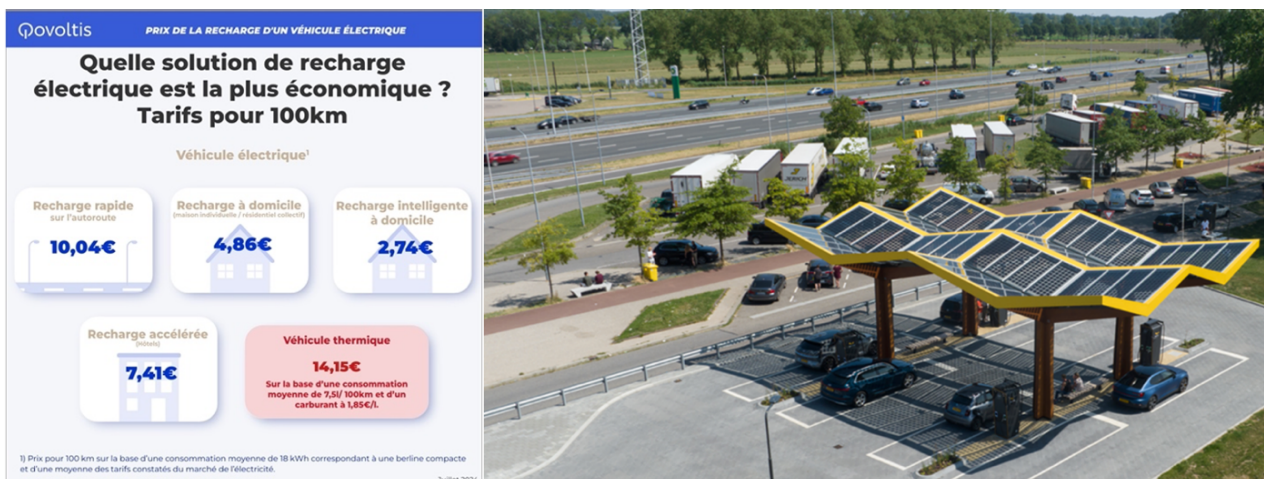 Qovoltis
PRIX DE LA RECHARGE D'UN VÉHICULE ÉLECTRIQUE
Quelle solution de recharge
électrique est la plus économique ?
Tarifs pour 100km
Véhicule électrique¹
Recharge rapide
sur l'autoroute
10,04€
Recharge à domicile
(maison individuelle / résidentiel collectif)
4,86€
Recharge intelligente
à domicile
2,74€
Recharge accélérée
(Hôtels)
7,41€
Véhicule thermique
14,15€
Sur la base d'une consommation
moyenne de 7,5l/ 100km et d'un
carburant à 1,85€/l.
1) Prix pour 100 km sur la base d'une consommation moyenne de 18 kWh correspondant à une berline compacte
et d'une moyenne des tarifs constatés du marché de l'électricité.